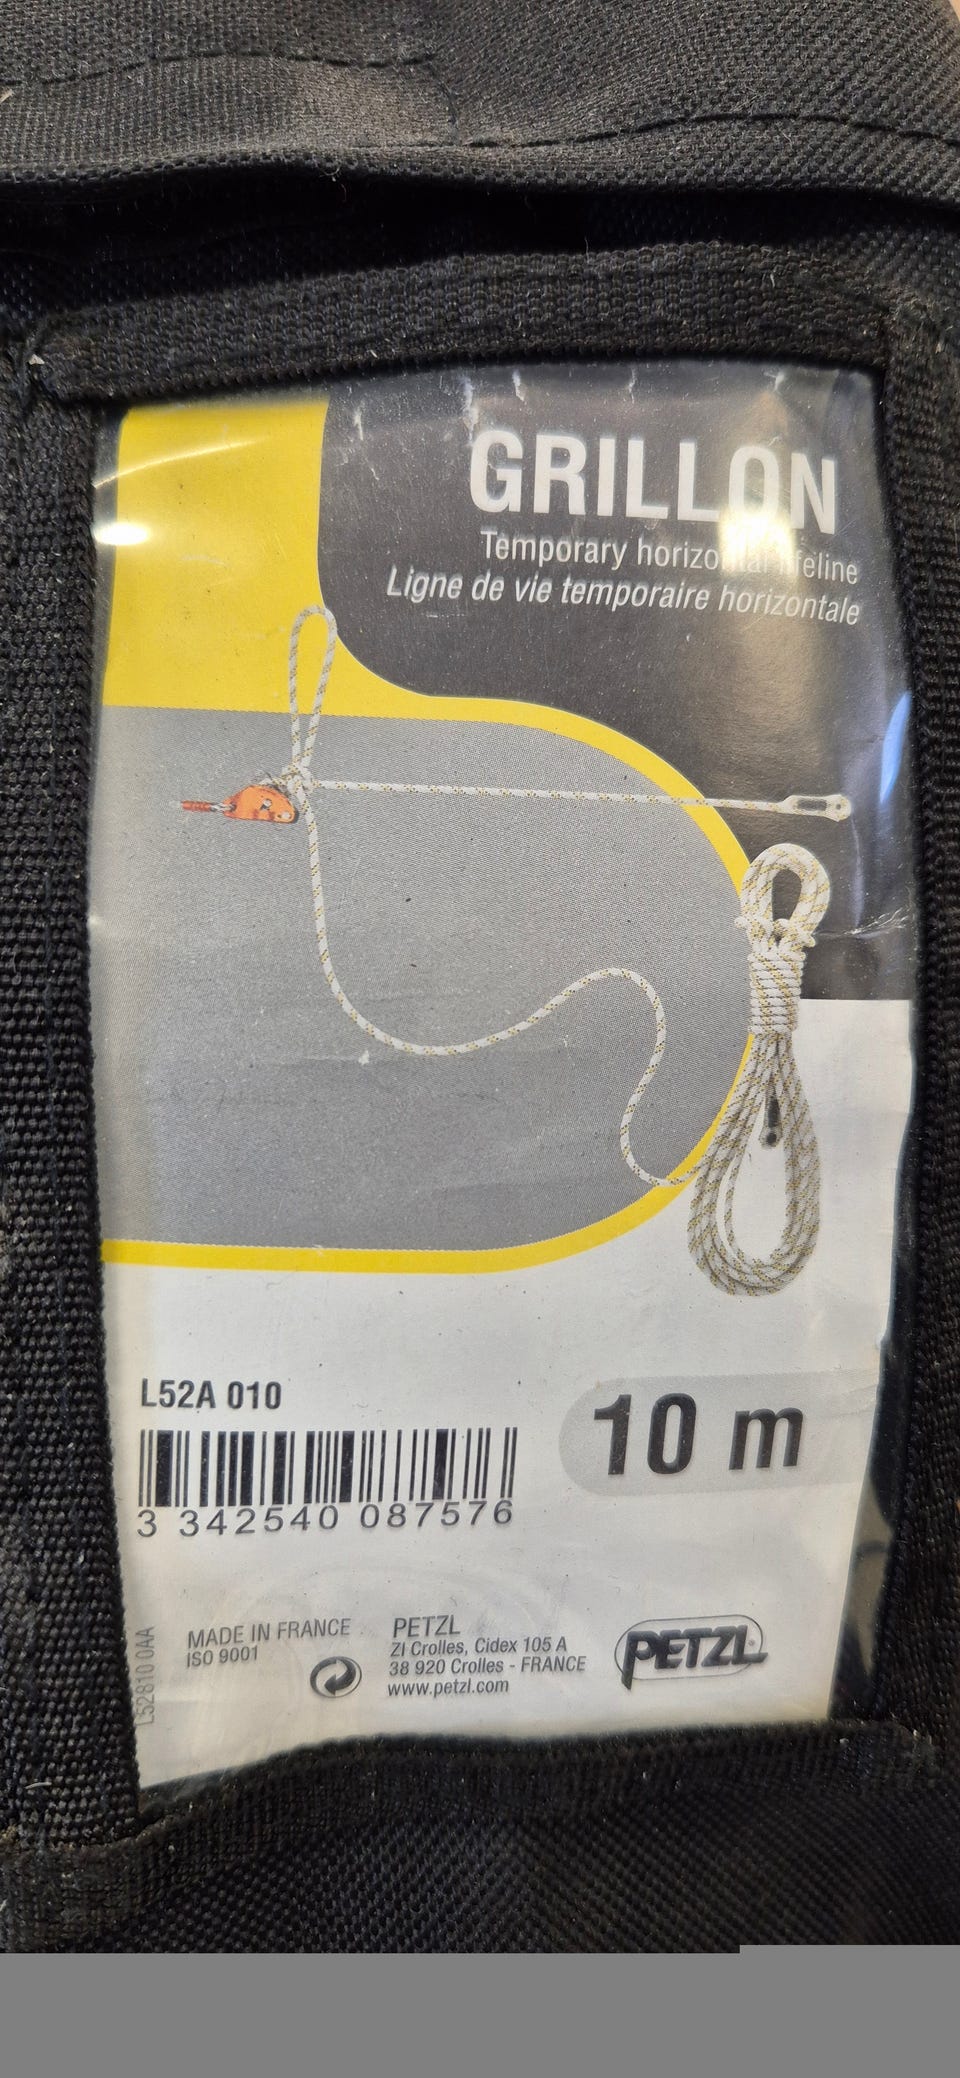 GRILLON
Temporary horizontal lifeline
Ligne de vie temporaire horizontale
L52A 010
10 m
3 342540 087576
L52810 0AA
MADE IN FRANCE
ISO 9001
PETZL
ZI Crolles, Cidex 105 A
38 920 Crolles - FRANCE
www.petzl.com
PETZL